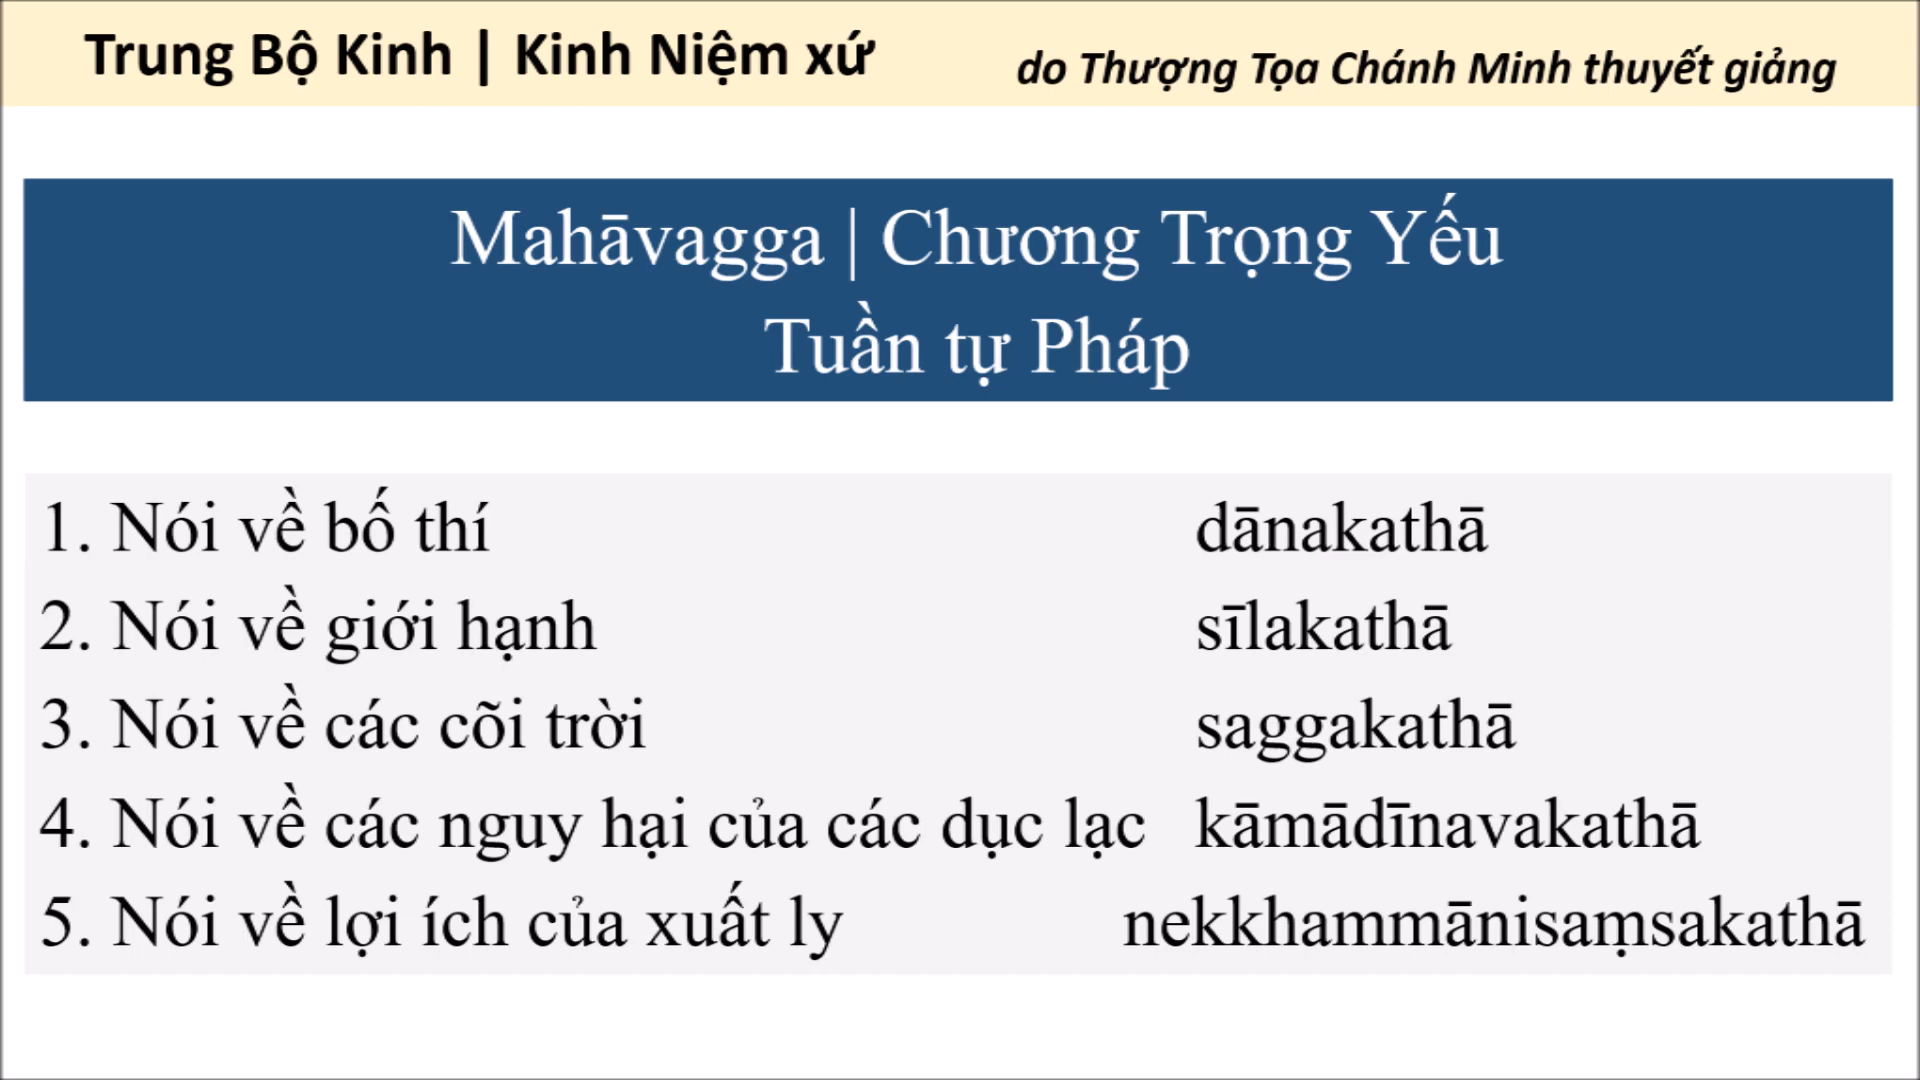 Trung Bộ Kinh | Kinh Niệm xứ do Thượng Tọa Chánh Minh thuyết giảng
Mahāvagga | Chương Trọng Yếu
Tuần tự Pháp
1. Nói về bố thí dānakathā
2. Nói về giới hạnh sīlakathā
3. Nói về các cõi trời saggakathā
4. Nói về các nguy hại của các dục lạc kāmādīnavakathā
5. Nói về lợi ích của xuất ly nekkhammānisaṃsakathā